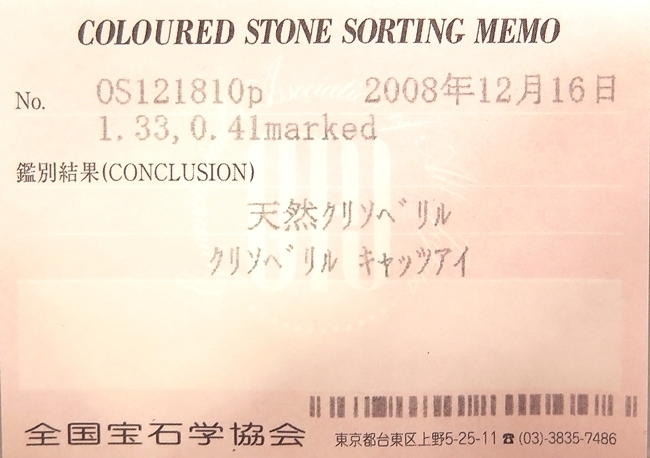 COLOURED STONE SORTING MEMO
No. OS121810p 2008年12月16日
1.33,0.41marked
鑑別結果(CONCLUSION)
天然ｸﾘｿﾍﾞﾘﾙ
ｸﾘｿﾍﾞﾘﾙ ｷｬｯﾂｱｲ
全国宝石学協会 東京都台東区上野5-25-11 ☎ (03)-3835-7486